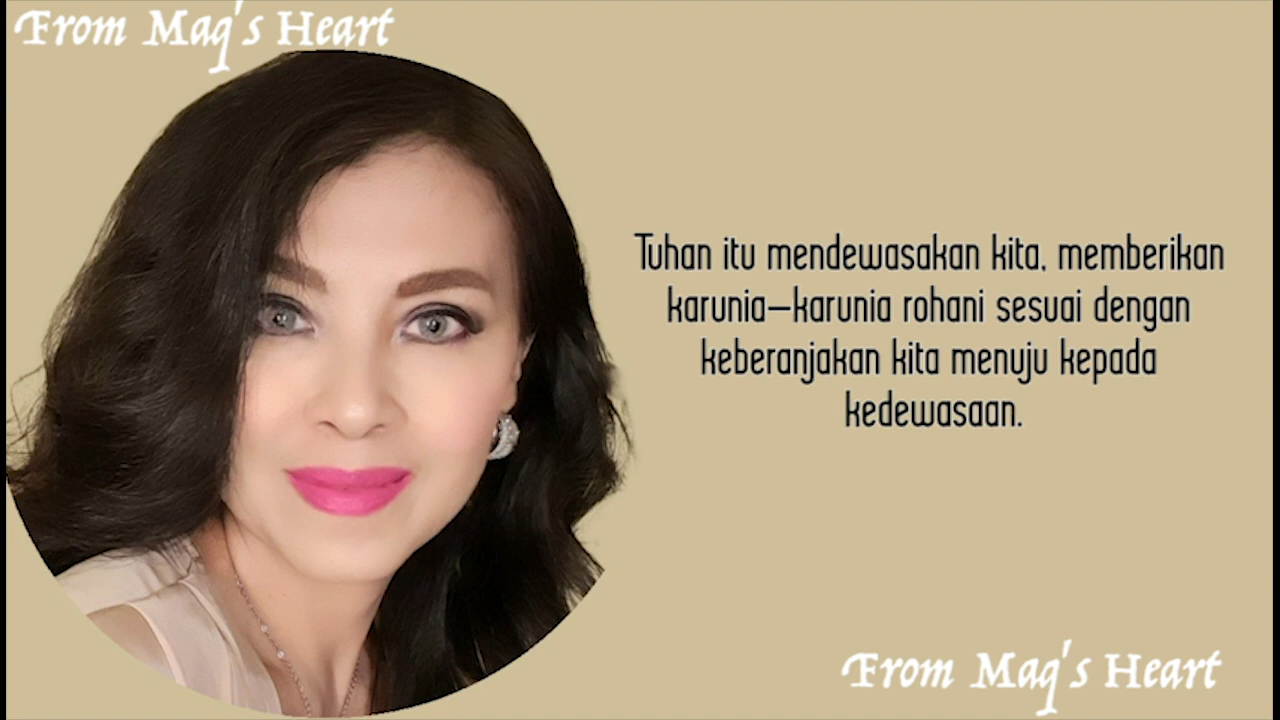 From Maq's Heart
Tuhan itu mendewasakan kita, memberikan
karunia-karunia rohani sesuai dengan
keberanjakan kita menuju kepada
kedewasaan.
From Maq's Heart